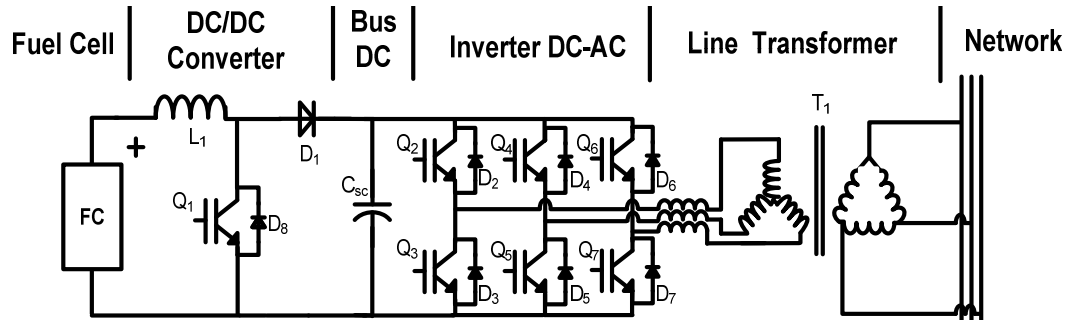 Fuel Cell
DC/DC
Converter
Bus
DC
Inverter DC-AC
Line Transformer
Network
+
L1
D1
T1
FC
Q1
D8
Csc
Q2
D2
Q4
D4
Q6
D6
Q3
D3
Q5
D5
Q7
D7